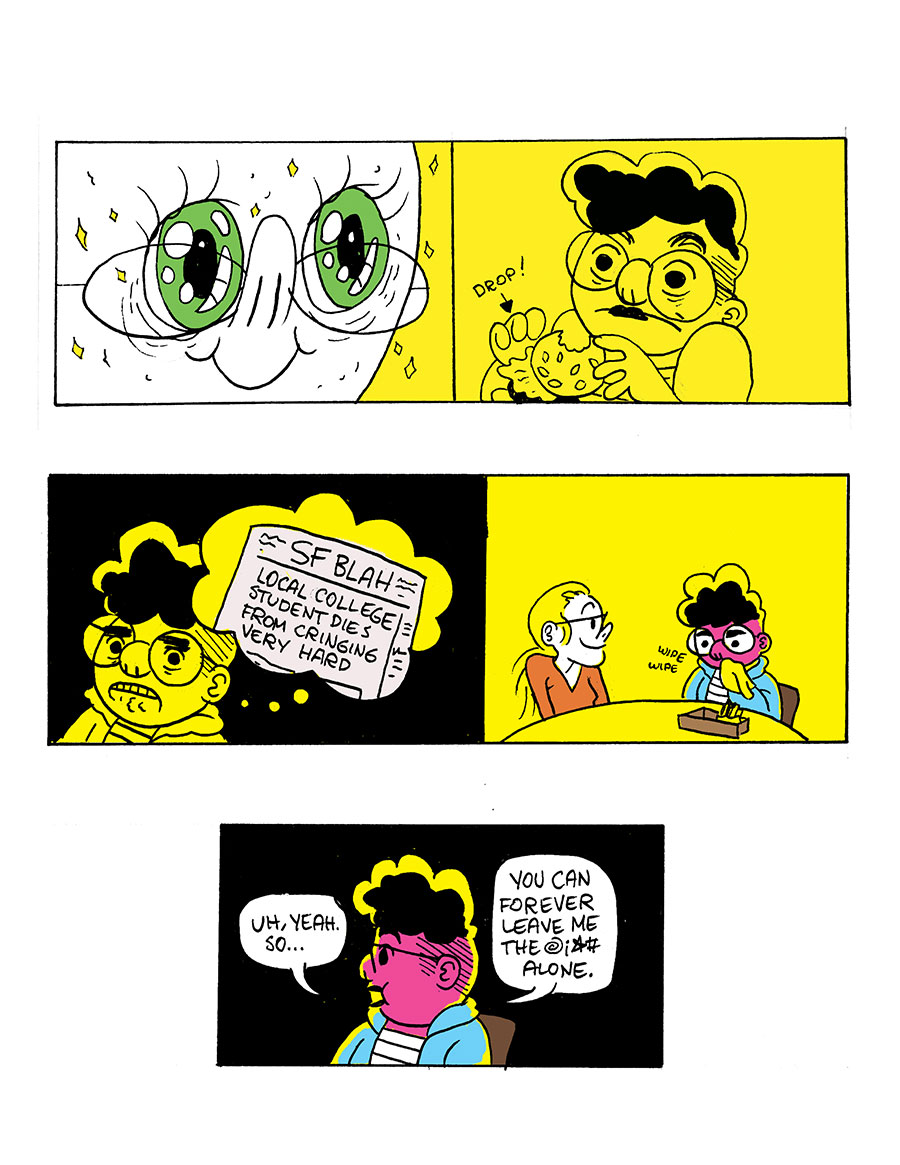 DROP!
SF BLAH
LOCAL COLLEGE
STUDENT DIES
FROM CRINGING
VERY HARD
WIPE
WIPE
UH, YEAH.
SO...
YOU CAN
FOREVER
LEAVE ME
THE @¡*##
ALONE.